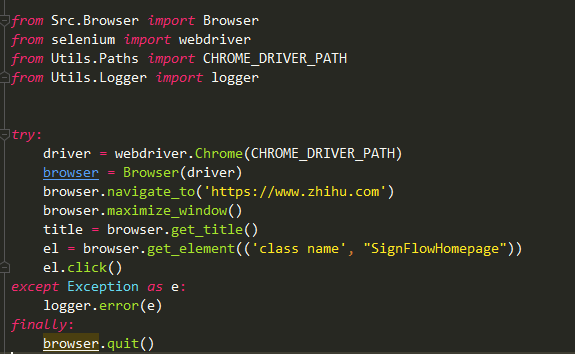 from Src.Browser import Browser
from selenium import webdriver
from Utils.Paths import CHROME_DRIVER_PATH
from Utils.Logger import logger
try:
    driver = webdriver.Chrome(CHROME_DRIVER_PATH)
    browser = Browser(driver)
    browser.navigate_to('https://www.zhihu.com')
    browser.maximize_window()
    title = browser.get_title()
    el = browser.get_element(('class name', "SignFlowHomepage"))
    el.click()
except Exception as e:
    logger.error(e)
finally:
    browser.quit()